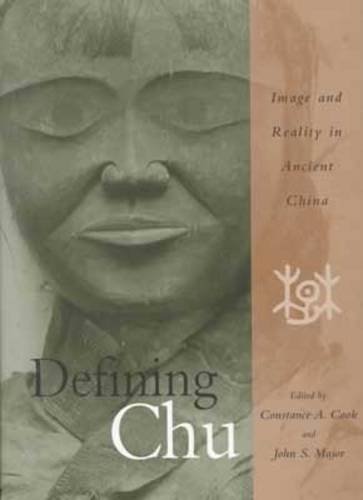 Image and
Reality in
Ancient
China
Defining
Chu
Edited by
Constance A. Cook
and
John S. Major